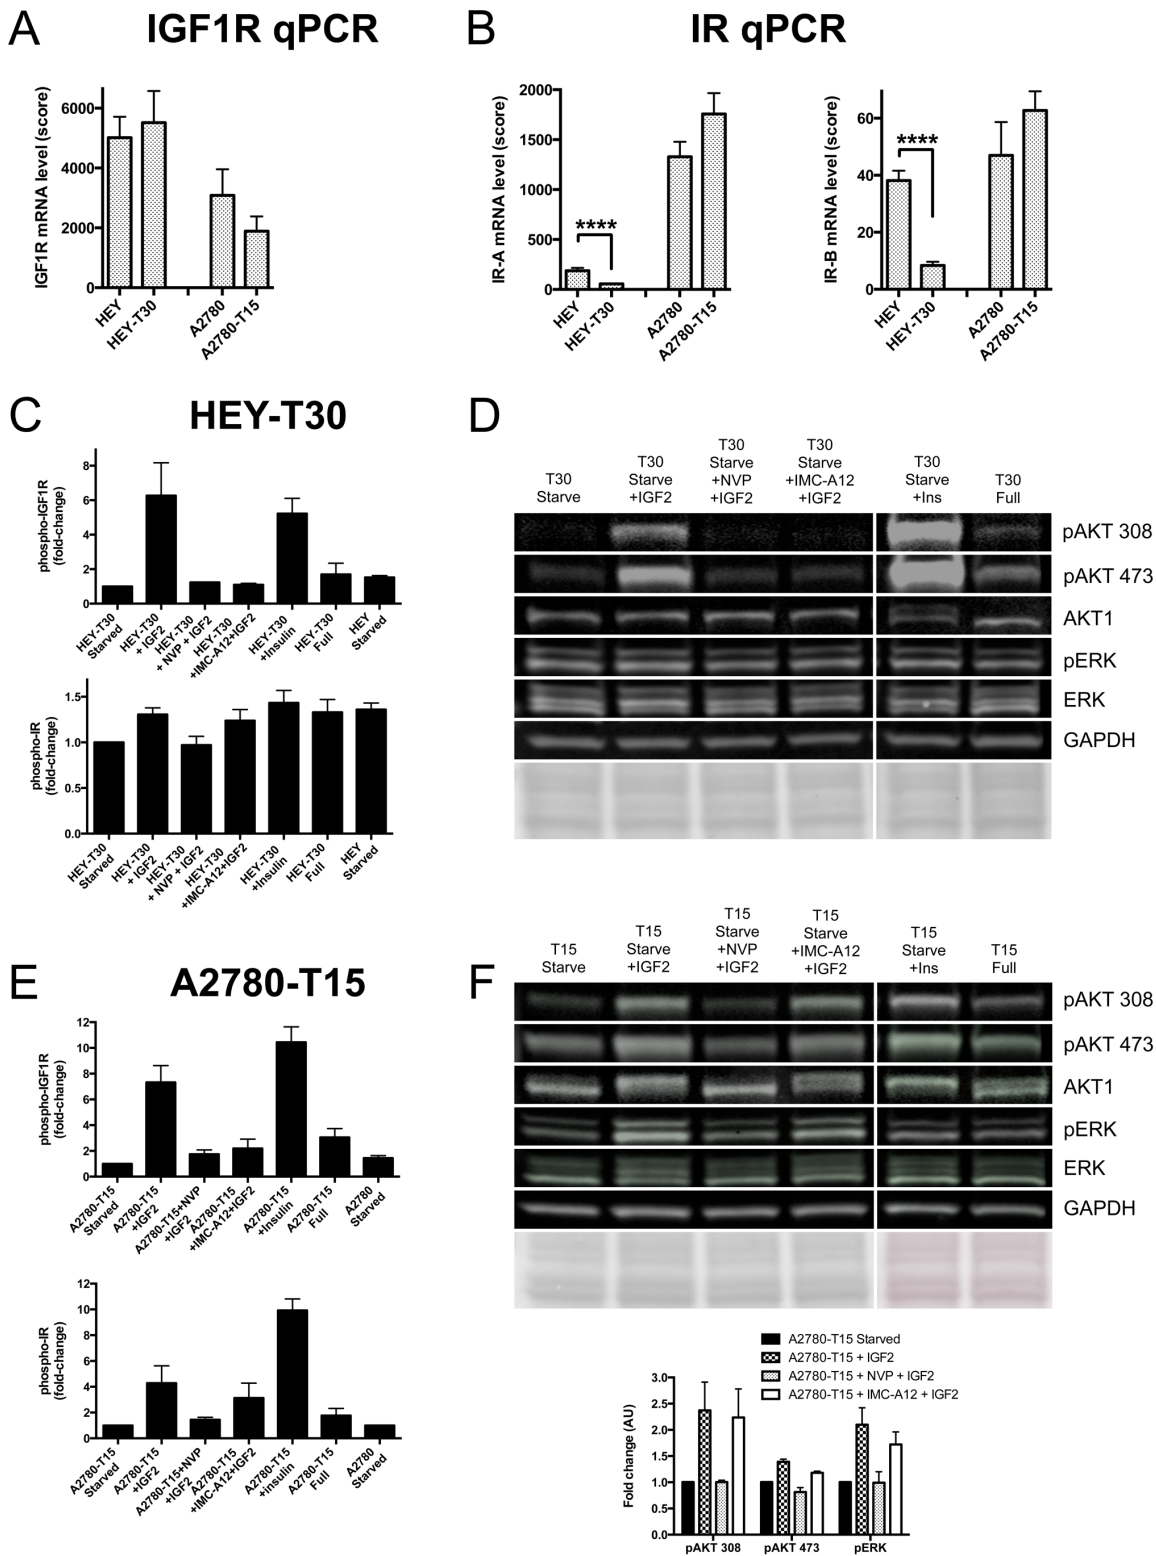 A
IGF1R qPCR
IGF1R mRNA level (score)
6000
4000
2000
0
HEY
HEY-T30
A2780
A2780-T15
B
IR qPCR
IR-A mRNA level (score)
2000
1500
1000
500
0
****
HEY
HEY-T30
A2780
A2780-T15
IR-B mRNA level (score)
60
40
20
0
****
HEY
HEY-T30
A2780
A2780-T15
C
HEY-T30
phospho-IGF1R
(fold-change)
8
6
4
2
0
HEY-T30
Starved
HEY-T30
+ IGF2
HEY-T30
+ NVP + IGF2
HEY-T30
+IMC-A12+IGF2
HEY-T30
+Insulin
HEY-T30
Full
HEY
Starved
phospho-IR
(fold-change)
1.5
1.0
0.5
0.0
HEY-T30
Starved
HEY-T30
+ IGF2
HEY-T30
+ NVP + IGF2
HEY-T30
+IMC-A12+IGF2
HEY-T30
+Insulin
HEY-T30
Full
HEY
Starved
D
T30
Starve
T30
Starve
+IGF2
T30
Starve
+NVP
+IGF2
T30
Starve
+IMC-A12
+IGF2
T30
Starve
+Ins
T30
Full
pAKT 308
pAKT 473
AKT1
pERK
ERK
GAPDH
E
A2780-T15
phospho-IGF1R
(fold-change)
12
10
8
6
4
2
0
A2780-T15
Starved
A2780-T15
+IGF2
A2780-T15+NVP
+IGF2
A2780-T15
+IMC-A12+IGF2
A2780-T15
+Insulin
A2780-T15
Full
A2780
Starved
phospho-IR
(fold-change)
12
10
8
6
4
2
0
A2780-T15
Starved
A2780-T15
+IGF2
A2780-T15+NVP
+IGF2
A2780-T15
+IMC-A12+IGF2
A2780-T15
+insulin
A2780-T15
Full
A2780
Starved
F
T15
Starve
T15
Starve
+IGF2
T15
Starve
+NVP
+IGF2
T15
Starve
+IMC-A12
+IGF2
T15
Starve
+Ins
T15
Full
pAKT 308
pAKT 473
AKT1
pERK
ERK
GAPDH
A2780-T15 Starved
A2780-T15 + IGF2
A2780-T15 + NVP + IGF2
A2780-T15 + IMC-A12 + IGF2
Fold change (AU)
3.0
2.5
2.0
1.5
1.0
0.5
0.0
pAKT 308
pAKT 473
pERK